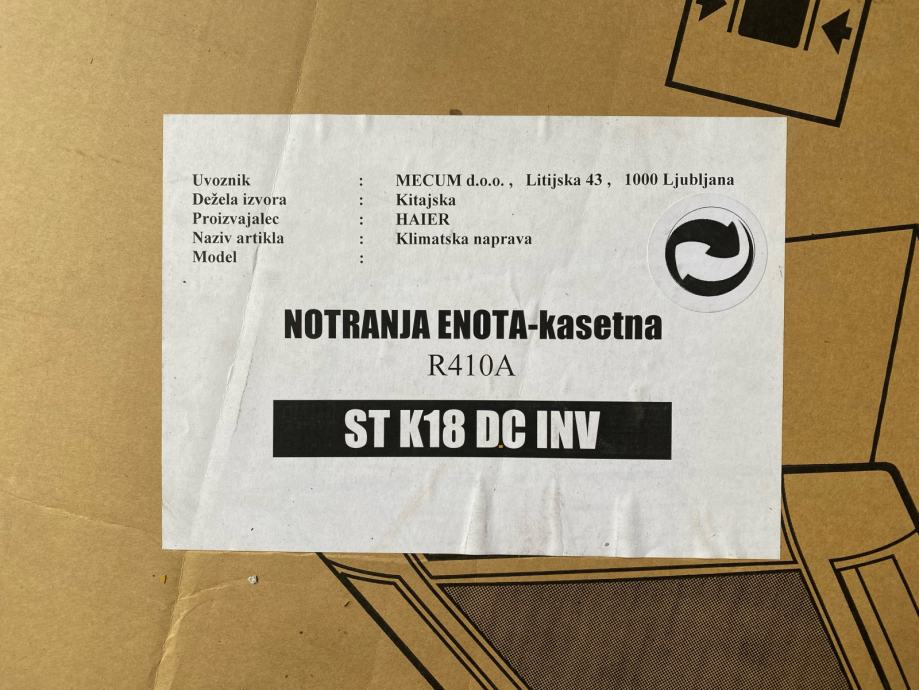 Uvoznik : MECUM d.o.o. , Litijska 43 , 1000 Ljubljana
Dežela izvora : Kitajska
Proizvajalec : HAIER
Naziv artikla : Klimatska naprava
Model :
NOTRANJA ENOTA-kasetna
R410A
ST K18 DC INV